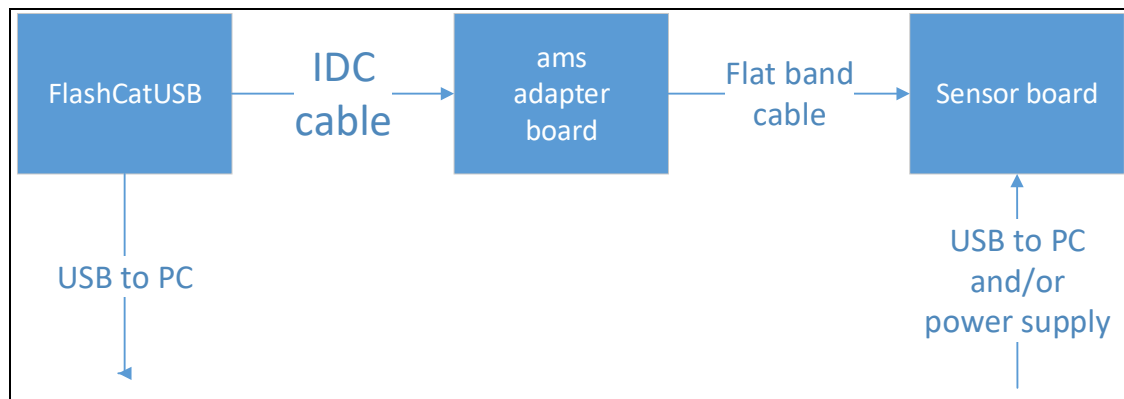 FlashCatUSB
IDC
cable
ams
adapter
board
Flat band
cable
Sensor board
USB to PC
USB to PC
and/or
power supply